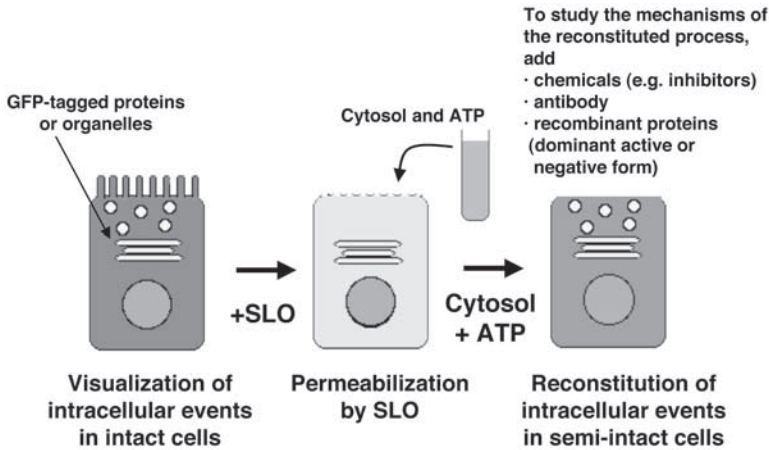 To study the mechanisms of
the reconstituted process,
add
· chemicals (e.g. inhibitors)
· antibody
· recombinant proteins
(dominant active or
negative form)
GFP-tagged proteins
or organelles
Cytosol and ATP
+SLO
Cytosol
+ ATP
Visualization of
intracellular events
in intact cells
Permeabilization
by SLO
Reconstitution of
intracellular events
in semi-intact cells